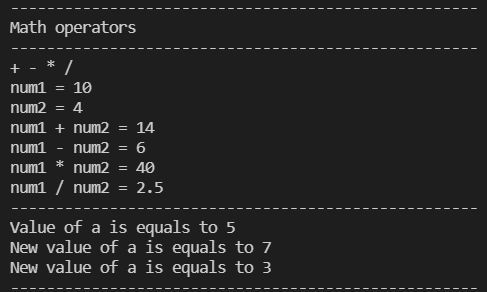 ----------------------------------------------------
Math operators
----------------------------------------------------
+ - * /
num1 = 10
num2 = 4
num1 + num2 = 14
num1 - num2 = 6
num1 * num2 = 40
num1 / num2 = 2.5
----------------------------------------------------
Value of a is equals to 5
New value of a is equals to 7
New value of a is equals to 3
----------------------------------------------------